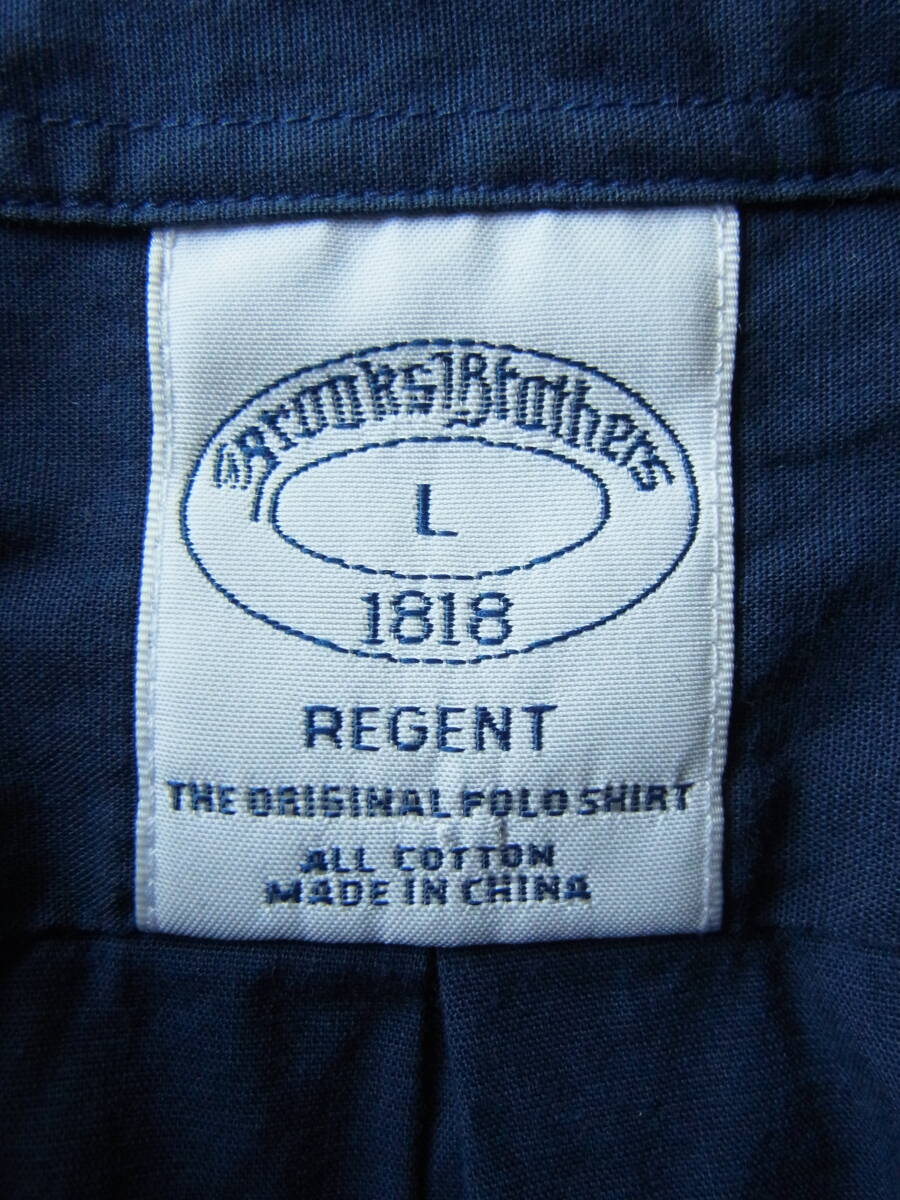 Brooks Brothers
L
1818
REGENT
THE ORIGINAL POLO SHIRT
ALL COTTON
MADE IN CHINA